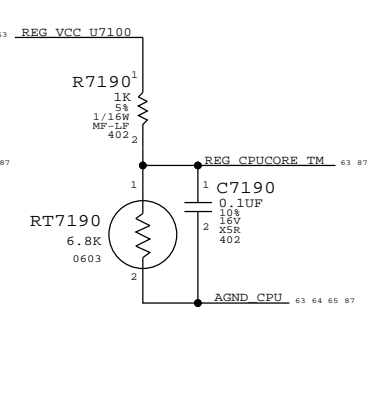 63
REG_VCC_U7100
R7190
1
1K
5%
1/16W
MF-LF
402
2
87
REG_CPUCORE_TM
63 87
1
1
C7190
0.1UF
10%
16V
X5R
402
2
RT7190
6.8K
0603
2
AGND_CPU
63 64 65 87